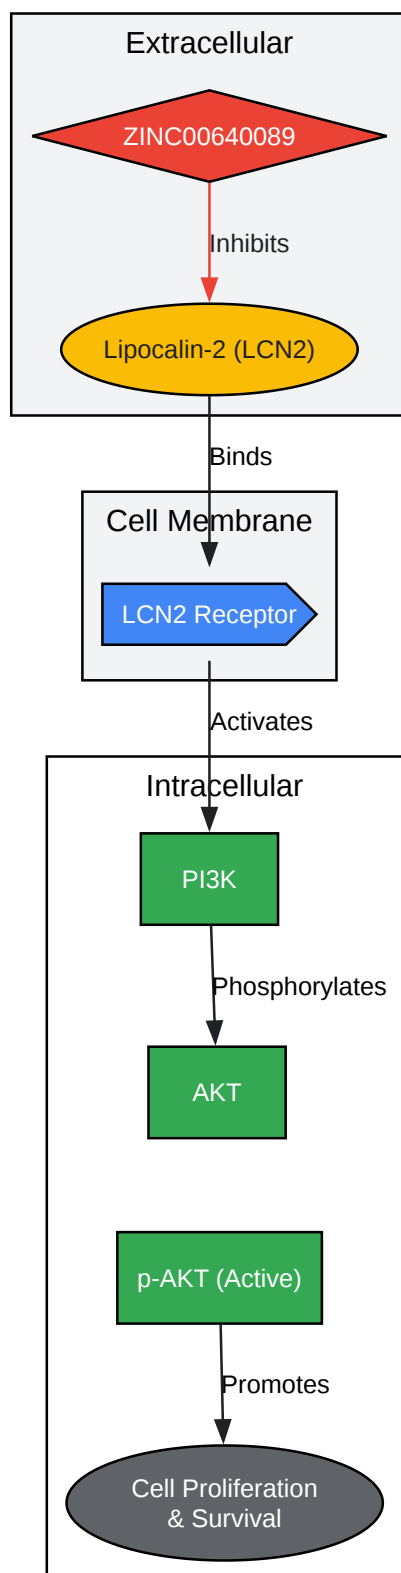 Extracellular
ZINC00640089
Inhibits
Lipocalin-2 (LCN2)
Binds
Cell Membrane
LCN2 Receptor
Activates
Intracellular
PI3K
Phosphorylates
AKT
p-AKT (Active)
Promotes
Cell Proliferation
& Survival